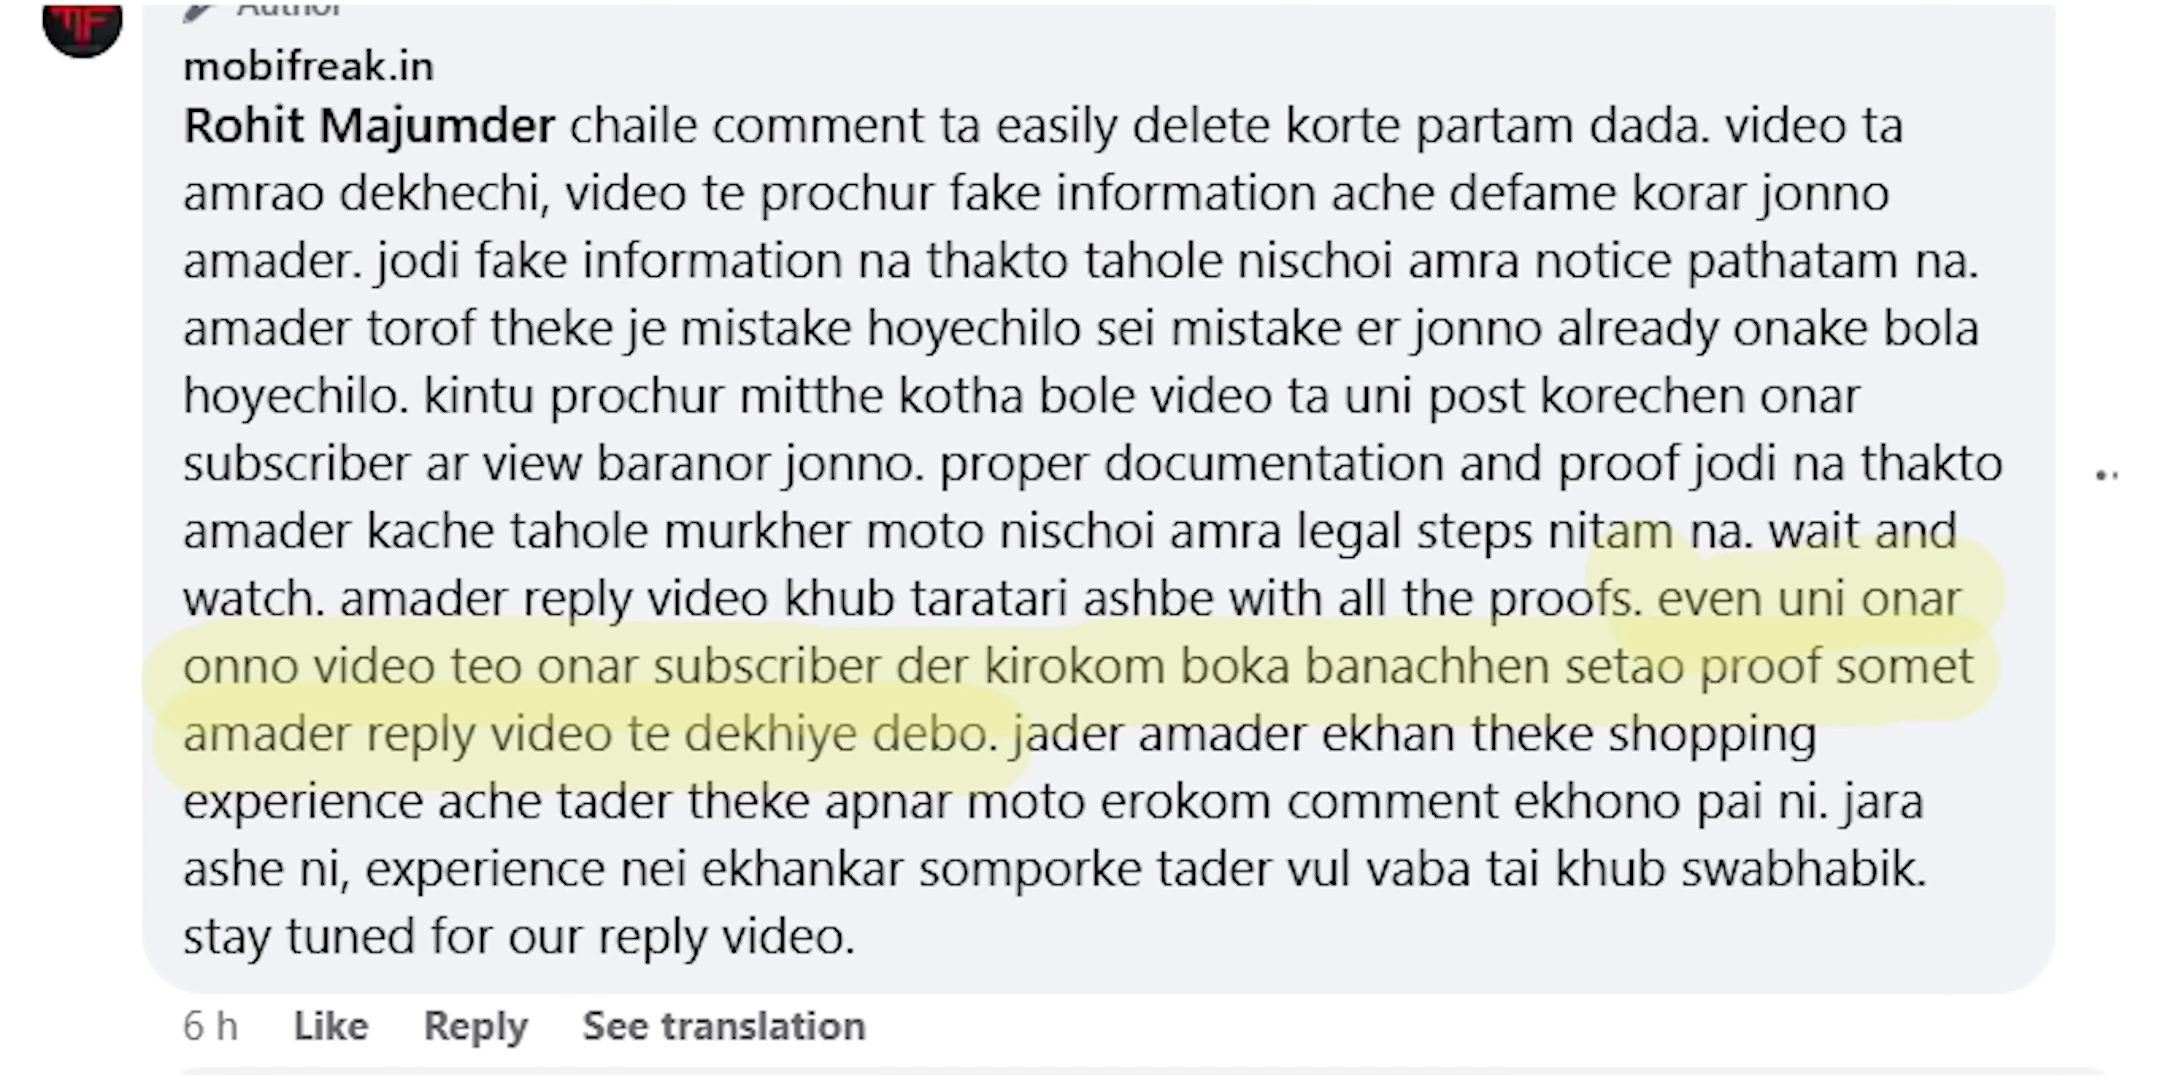 Author
mobifreak.in
Rohit Majumder chaile comment ta easily delete korte partam dada. video ta
amrao dekhechi, video te prochur fake information ache defame korar jonno
amader. jodi fake information na thakto tahole nischoi amra notice pathatam na.
amader torof theke je mistake hoyechilo sei mistake er jonno already onake bola
hoyechilo. kintu prochur mitthe kotha bole video ta uni post korechen onar
subscriber ar view baranor jonno. proper documentation and proof jodi na thakto
amader kache tahole murkher moto nischoi amra legal steps nitam na. wait and
watch. amader reply video khub taratari ashbe with all the proofs. even uni onar
onno video teo onar subscriber der kirokom boka banachhen setao proof somet
amader reply video te dekhiye debo. jader amader ekhan theke shopping
experience ache tader theke apnar moto erokom comment ekhono pai ni. jara
ashe ni, experience nei ekhankar somporke tader vul vaba tai khub swabhabik.
stay tuned for our reply video.
6 h Like Reply See translation